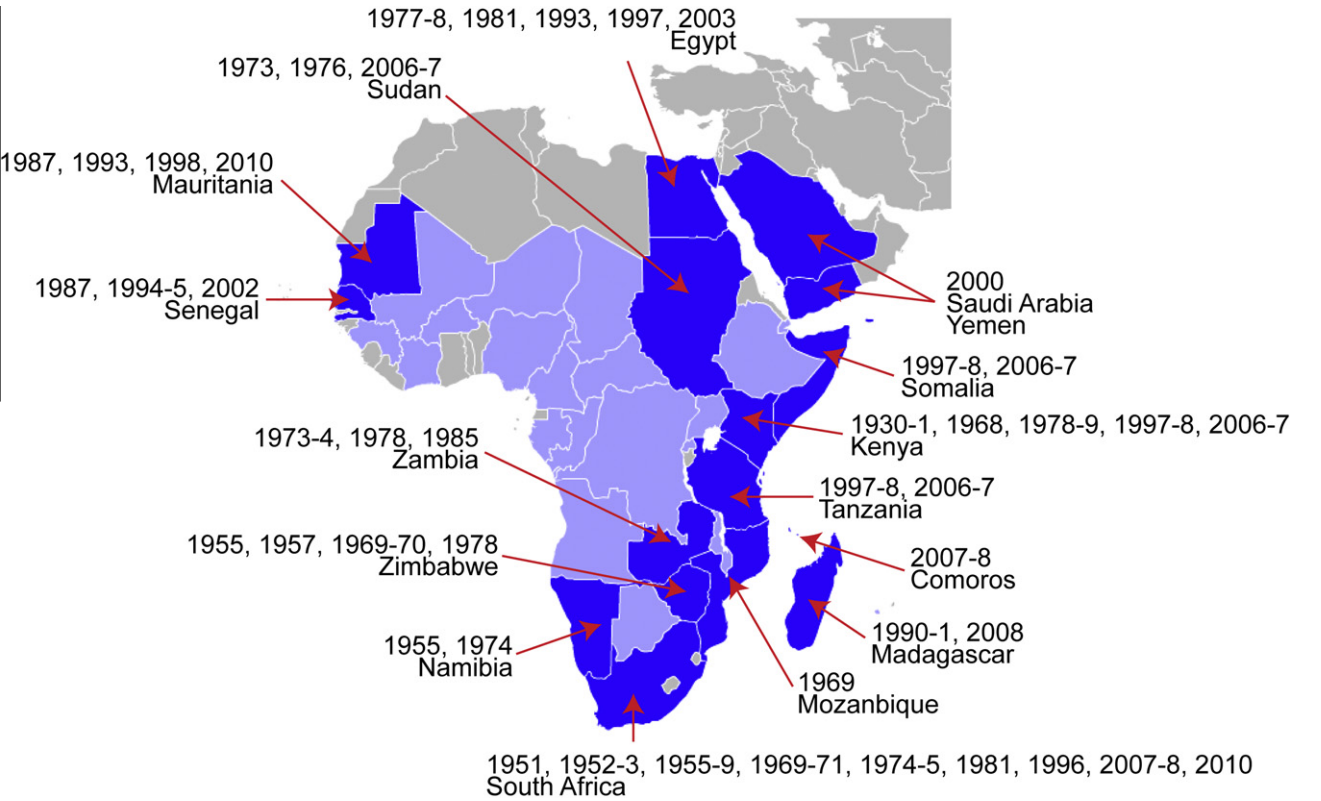 1977-8, 1981, 1993, 1997, 2003
Egypt
1973, 1976, 2006-7
Sudan
1987, 1993, 1998, 2010
Mauritania
1987, 1994-5, 2002
Senegal
2000
Saudi Arabia
Yemen
1997-8, 2006-7
Somalia
1930-1, 1968, 1978-9, 1997-8, 2006-7
Kenya
1973-4, 1978, 1985
Zambia
1997-8, 2006-7
Tanzania
1955, 1957, 1969-70, 1978
Zimbabwe
2007-8
Comoros
1990-1, 2008
Madagascar
1955, 1974
Namibia
1969
Mozanbique
1951, 1952-3, 1955-9, 1969-71, 1974-5, 1981, 1996, 2007-8, 2010
South Africa